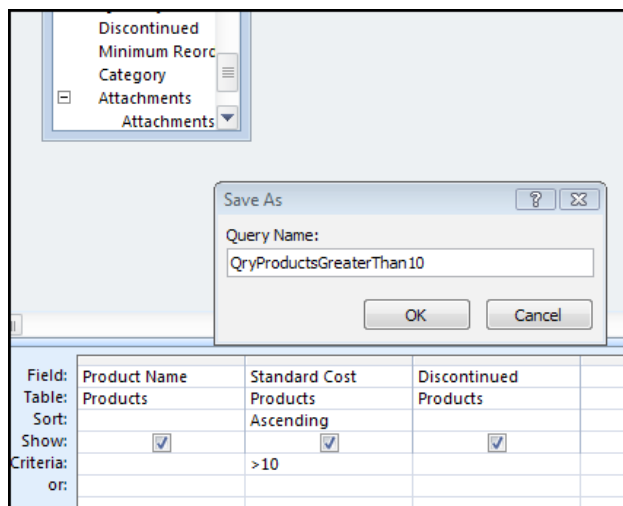 Discontinued
Minimum Reorc
Category
Attachments
Attachments
Save As
Query Name:
QryProductsGreaterThan10
OK Cancel
Field: Product Name Standard Cost Discontinued
Table: Products Products Products
Sort: Ascending
Show:
Criteria: >10
or: